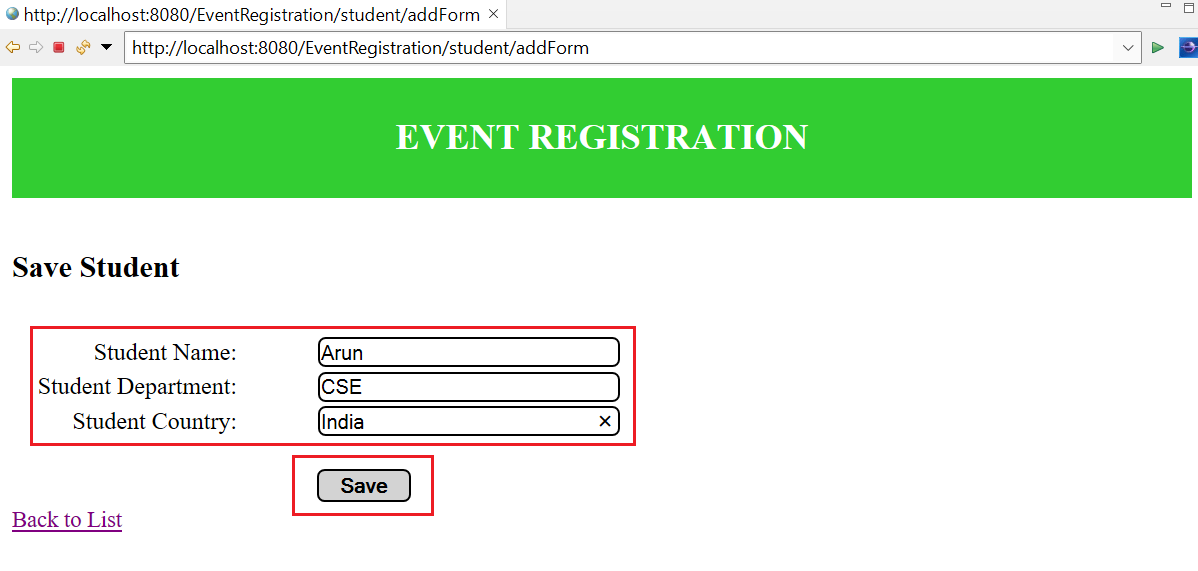 http://localhost:8080/EventRegistration/student/addForm
http://localhost:8080/EventRegistration/student/addForm
EVENT REGISTRATION
Save Student
Student Name: Arun
Student Department: CSE
Student Country: India
Save
Back to List